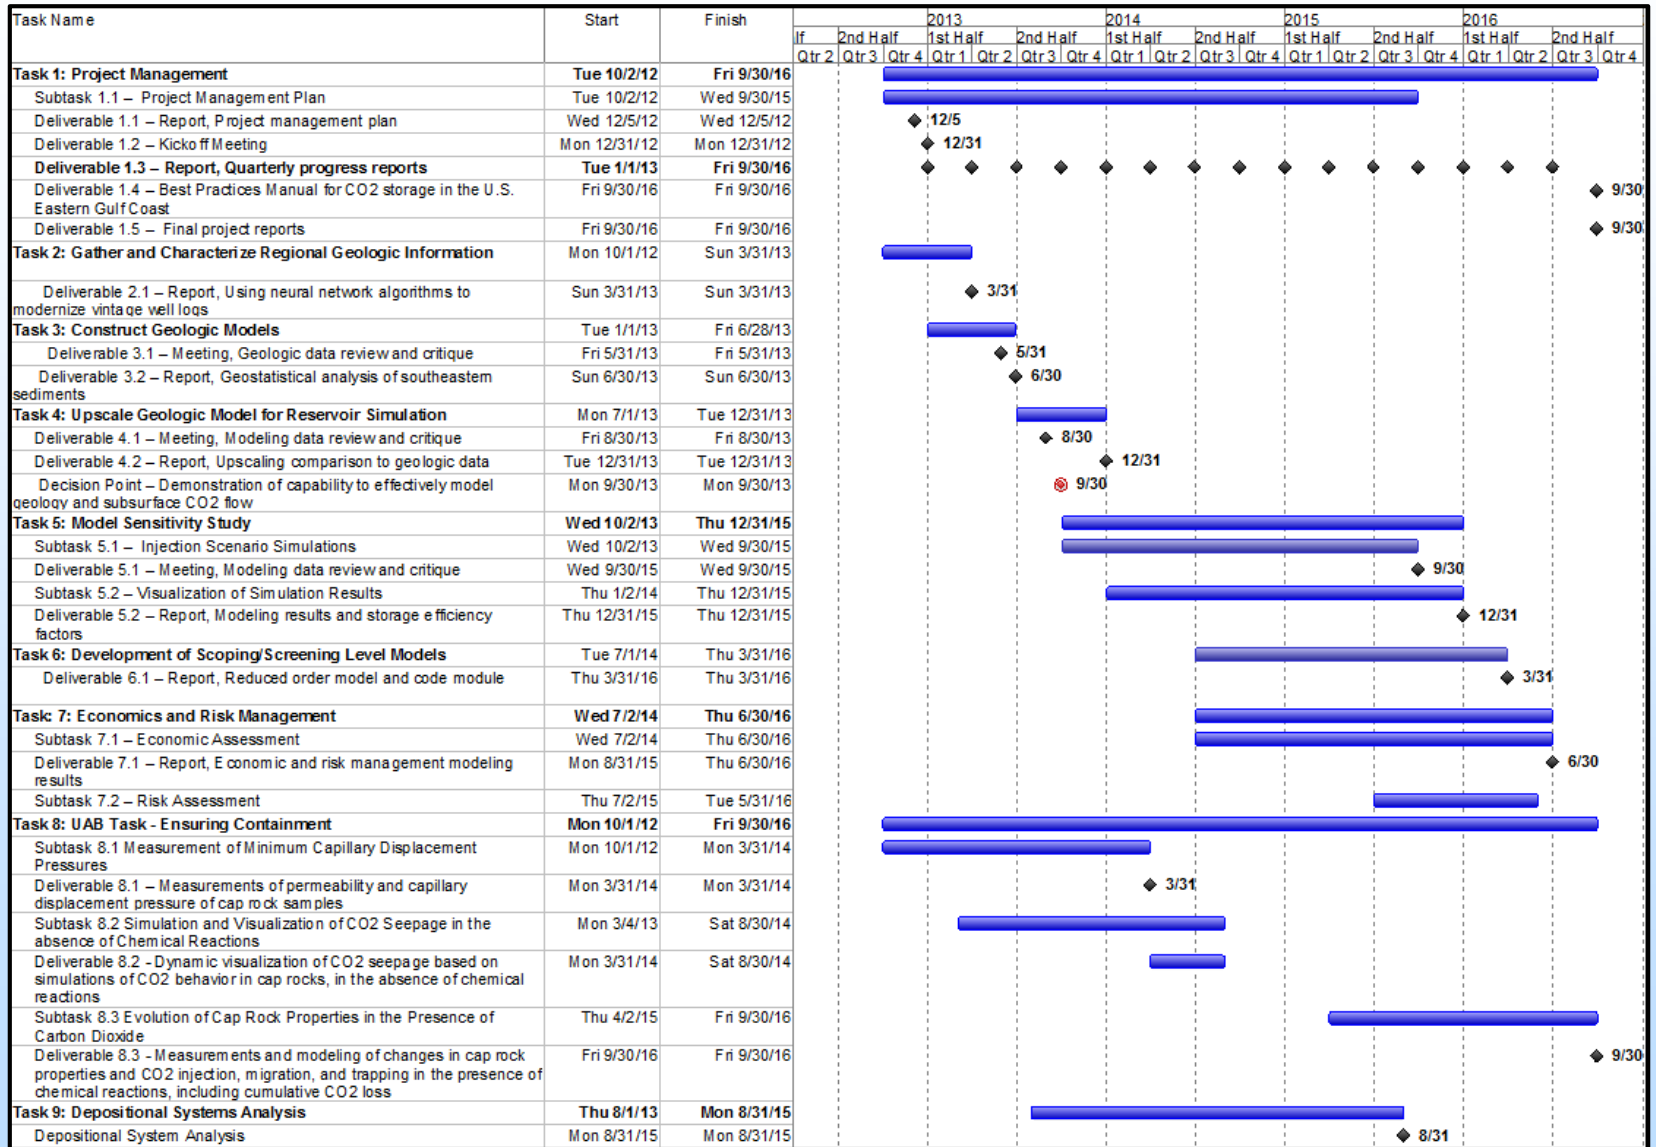 Task Name Start Finish 2013 2014 2015 2016
lf 2nd Half 1st Half 2nd Half 1st Half 2nd Half 1st Half 2nd Half 1st Half 2nd Half
Qtr 2 Qtr 3 Qtr 4 Qtr 1 Qtr 2 Qtr 3 Qtr 4 Qtr 1 Qtr 2 Qtr 3 Qtr 4 Qtr 1 Qtr 2 Qtr 3 Qtr 4 Qtr 1 Qtr 2 Qtr 3 Qtr 4
Task 1: Project Management Tue 10/2/12 Fri 9/30/16
Subtask 1.1 – Project Management Plan Tue 10/2/12 Wed 9/30/15
Deliverable 1.1 – Report, Project management plan Wed 12/5/12 Wed 12/5/12 12/5
Deliverable 1.2 – Kickoff Meeting Mon 12/31/12 Mon 12/31/12 12/31
Deliverable 1.3 – Report, Quarterly progress reports Tue 1/1/13 Fri 9/30/16
Deliverable 1.4 – Best Practices Manual for CO2 storage in the U.S. Fri 9/30/16 Fri 9/30/16 9/30
Eastern Gulf Coast
Deliverable 1.5 – Final project reports Fri 9/30/16 Fri 9/30/16 9/30
Task 2: Gather and Characterize Regional Geologic Information Mon 10/1/12 Sun 3/31/13
Deliverable 2.1 – Report, Using neural network algorithms to Sun 3/31/13 Sun 3/31/13 3/31
modernize vintage well logs
Task 3: Construct Geologic Models Tue 1/1/13 Fri 6/28/13
Deliverable 3.1 – Meeting, Geologic data review and critique Fri 5/31/13 Fri 5/31/13 5/31
Deliverable 3.2 – Report, Geostatistical analysis of southeastern Sun 6/30/13 Sun 6/30/13 6/30
sediments
Task 4: Upscale Geologic Model for Reservoir Simulation Mon 7/1/13 Tue 12/31/13
Deliverable 4.1 – Meeting, Modeling data review and critique Fri 8/30/13 Fri 8/30/13 8/30
Deliverable 4.2 – Report, Upscaling comparison to geologic data Tue 12/31/13 Tue 12/31/13 12/31
Decision Point – Demonstration of capability to effectively model Mon 9/30/13 Mon 9/30/13 9/30
geology and subsurface CO2 flow
Task 5: Model Sensitivity Study Wed 10/2/13 Thu 12/31/15
Subtask 5.1 – Injection Scenario Simulations Wed 10/2/13 Wed 9/30/15
Deliverable 5.1 – Meeting, Modeling data review and critique Wed 9/30/15 Wed 9/30/15 9/30
Subtask 5.2 – Visualization of Simulation Results Thu 1/2/14 Thu 12/31/15
Deliverable 5.2 – Report, Modeling results and storage efficiency Thu 12/31/15 Thu 12/31/15 12/31
factors
Task 6: Development of Scoping/Screening Level Models Tue 7/1/14 Thu 3/31/16
Deliverable 6.1 – Report, Reduced order model and code module Thu 3/31/16 Thu 3/31/16 3/31
Task: 7: Economics and Risk Management Wed 7/2/14 Thu 6/30/16
Subtask 7.1 – Economic Assessment Wed 7/2/14 Thu 6/30/16
Deliverable 7.1 – Report, Economic and risk management modeling Mon 8/31/15 Thu 6/30/16 6/30
results
Subtask 7.2 – Risk Assessment Thu 7/2/15 Tue 5/31/16
Task 8: UAB Task - Ensuring Containment Mon 10/1/12 Fri 9/30/16
Subtask 8.1 Measurement of Minimum Capillary Displacement Mon 10/1/12 Mon 3/31/14
Pressures
Deliverable 8.1 – Measurements of permeability and capillary Mon 3/31/14 Mon 3/31/14 3/31
displacement pressure of cap rock samples
Subtask 8.2 Simulation and Visualization of CO2 Seepage in the Mon 3/4/13 Sat 8/30/14
absence of Chemical Reactions
Deliverable 8.2 - Dynamic visualization of CO2 seepage based on Mon 3/31/14 Sat 8/30/14
simulations of CO2 behavior in cap rocks, in the absence of chemical
reactions
Subtask 8.3 Evolution of Cap Rock Properties in the Presence of Thu 4/2/15 Fri 9/30/16
Carbon Dioxide
Deliverable 8.3 - Measurements and modeling of changes in cap rock Fri 9/30/16 Fri 9/30/16 9/30
properties and CO2 injection, migration, and trapping in the presence of
chemical reactions, including cumulative CO2 loss
Task 9: Depositional Systems Analysis Thu 8/1/13 Mon 8/31/15
Depositional System Analysis Mon 8/31/15 Mon 8/31/15 8/31